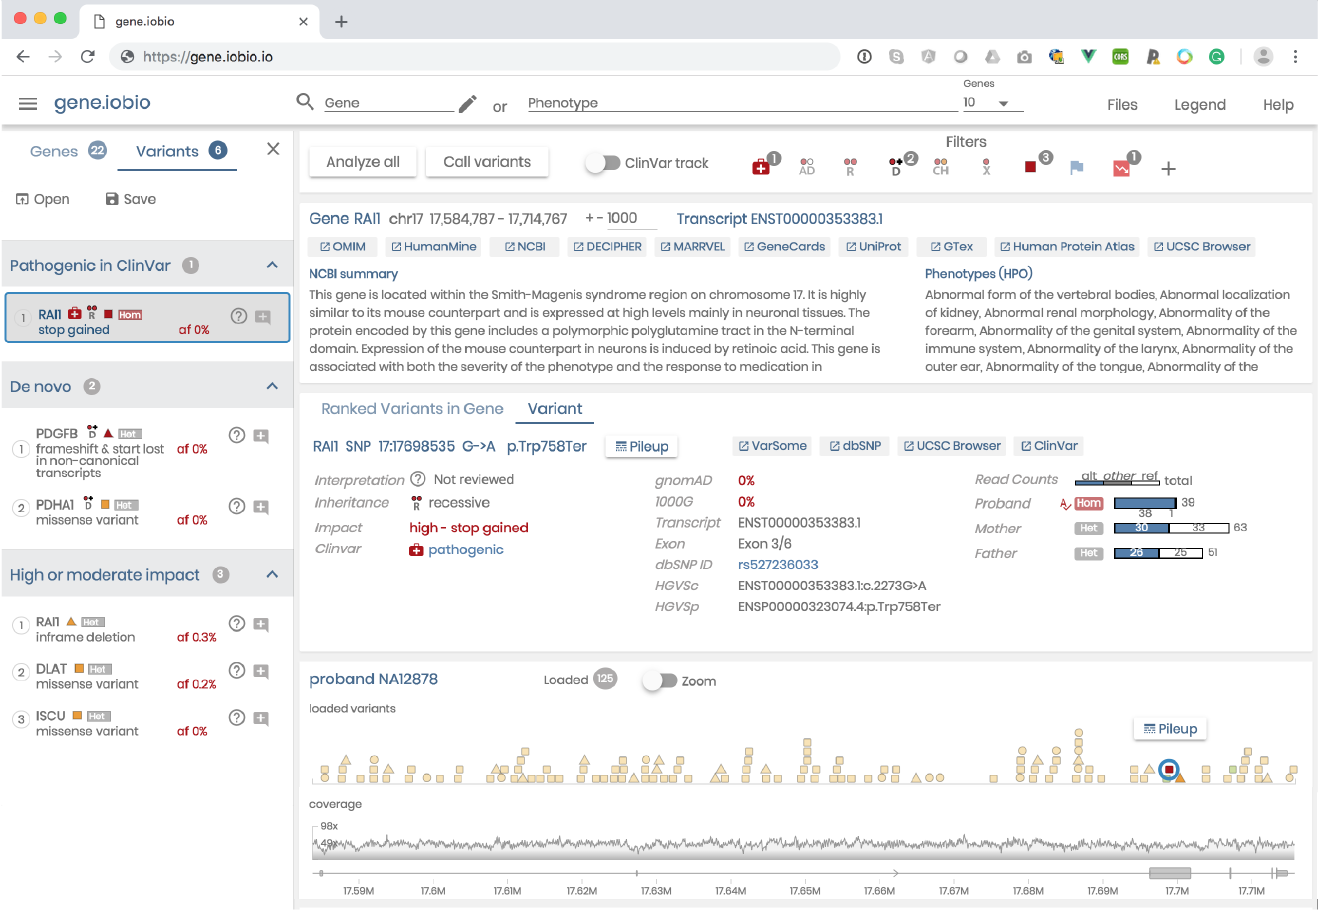 gene.iobio
https://gene.iobio.io
gene.iobio
Gene
or
Phenotype
Genes
10
Files
Legend
Help
Genes 22
Variants 6
Open
Save
Pathogenic in ClinVar 1
1 RAI1 R Hom
stop gained
af 0%
De novo 2
1 PDGFB D Het
frameshift & start lost
in non-canonical
transcripts
af 0%
2 PDHA1 D Het
missense variant
af 0%
High or moderate impact 3
1 RAI1 Het
inframe deletion
af 0.3%
2 DLAT Het
missense variant
af 0.2%
3 ISCU Het
missense variant
af 0%
Analyze all
Call variants
ClinVar track
Filters
1 AD R 2 D CH X 3 1
Gene RAI1 chr17 17,584,787 - 17,714,767 + - 1000 Transcript ENST00000353383.1
OMIM HumanMine NCBI DECIPHER MARRVEL GeneCards UniProt GTex Human Protein Atlas UCSC Browser
NCBI summary
This gene is located within the Smith-Magenis syndrome region on chromosome 17. It is highly
similar to its mouse counterpart and is expressed at high levels mainly in neuronal tissues. The
protein encoded by this gene includes a polymorphic polyglutamine tract in the N-terminal
domain. Expression of the mouse counterpart in neurons is induced by retinoic acid. This gene is
associated with both the severity of the phenotype and the response to medication in
Phenotypes (HPO)
Abnormal form of the vertebral bodies, Abnormal localization
of kidney, Abnormal renal morphology, Abnormality of the
forearm, Abnormality of the genital system, Abnormality of the
immune system, Abnormality of the larynx, Abnormality of the
outer ear, Abnormality of the tongue, Abnormality of the
Ranked Variants in Gene
Variant
RAI1 SNP 17:17698535 G->A p.Trp758Ter
Pileup
VarSome dbSNP UCSC Browser ClinVar
Interpretation Not reviewed
Inheritance R recessive
Impact high - stop gained
Clinvar pathogenic
gnomAD 0%
1000G 0%
Transcript ENST00000353383.1
Exon Exon 3/6
dbSNP ID rs527236033
HGVSc ENST00000353383.1:c.2273G>A
HGVSp ENSP00000323074.4:p.Trp758Ter
Read Counts alt other ref total
Proband Hom 39
38 1
Mother Het 30 33 63
Father Het 26 25 51
proband NA12878
Loaded 125
Zoom
loaded variants
Pileup
coverage
98x
49x
17.59M 17.6M 17.61M 17.62M 17.63M 17.64M 17.65M 17.66M 17.67M 17.68M 17.69M 17.7M 17.71M